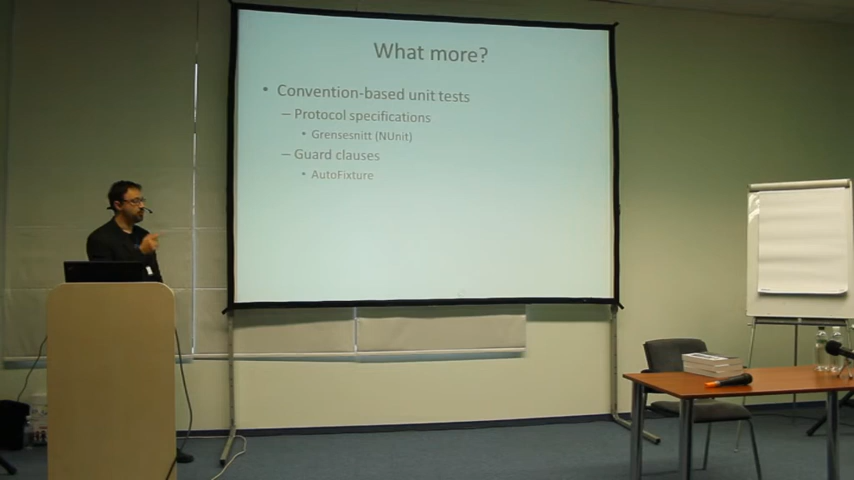 What more?
• Convention-based unit tests
– Protocol specifications
• Grensesnitt (NUnit)
– Guard clauses
• AutoFixture